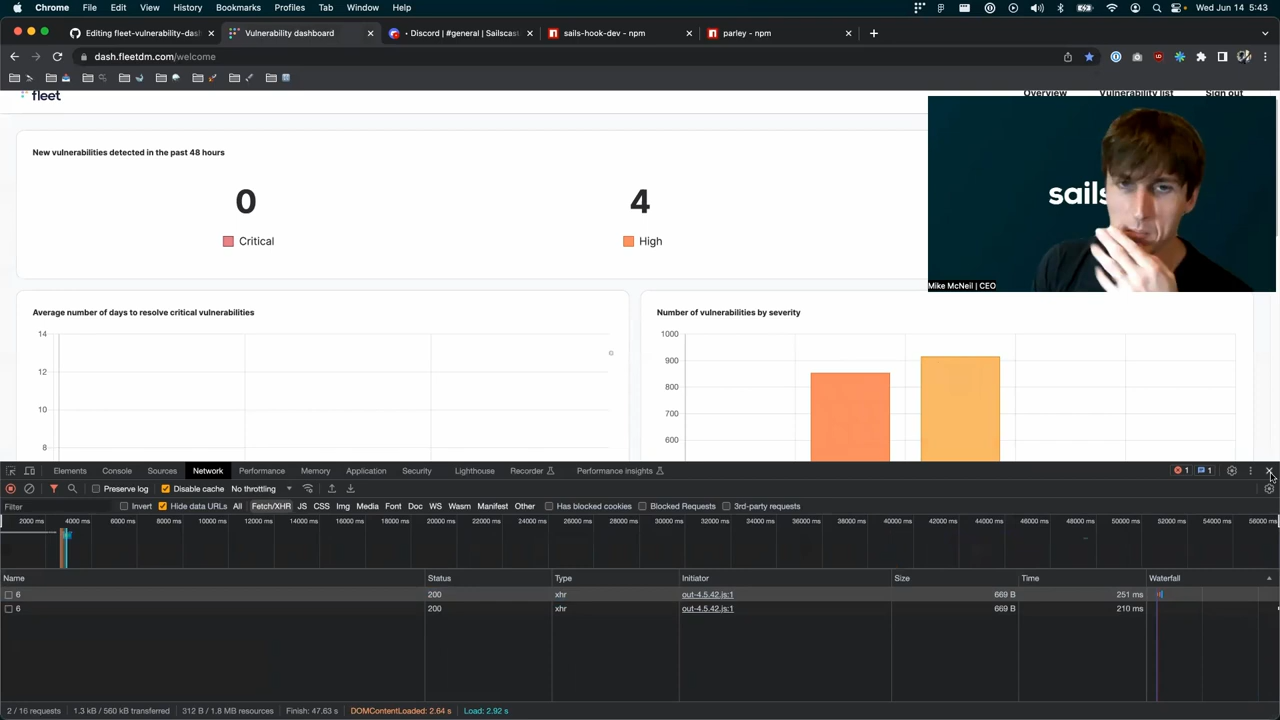 Chrome File Edit View History Bookmarks Profiles Tab Window Help Wed Jun 14 5:43
Editing fleet-vulnerability-das Vulnerability dashboard • Discord | #general | Sailscas sails-hook-dev - npm parley - npm
dash.fleetdm.com/welcome
fleet Overview Vulnerability list Sign out
New vulnerabilities detected in the past 48 hours
0 4
Critical High
sails
Mike McNeil | CEO
Average number of days to resolve critical vulnerabilities
14
12
10
8
Number of vulnerabilities by severity
1000
900
800
700
600
Elements Console Sources Network Performance Memory Application Security Lighthouse Recorder Performance insights 1 1
Preserve log Disable cache No throttling
Filter Invert Hide data URLs All Fetch/XHR JS CSS Img Media Font Doc WS Wasm Manifest Other Has blocked cookies Blocked Requests 3rd-party requests
2000 ms 4000 ms 6000 ms 8000 ms 10000 ms 12000 ms 14000 ms 16000 ms 18000 ms 20000 ms 22000 ms 24000 ms 26000 ms 28000 ms 30000 ms 32000 ms 34000 ms 36000 ms 38000 ms 40000 ms 42000 ms 44000 ms 46000 ms 48000 ms 50000 ms 52000 ms 54000 ms 56000 ms
Name Status Type Initiator Size Time Waterfall
6 200 xhr out-4.5.42.js:1 669 B 251 ms
6 200 xhr out-4.5.42.js:1 669 B 210 ms
2 / 16 requests 1.3 kB / 560 kB transferred 312 B / 1.8 MB resources Finish: 47.63 s DOMContentLoaded: 2.64 s Load: 2.92 s